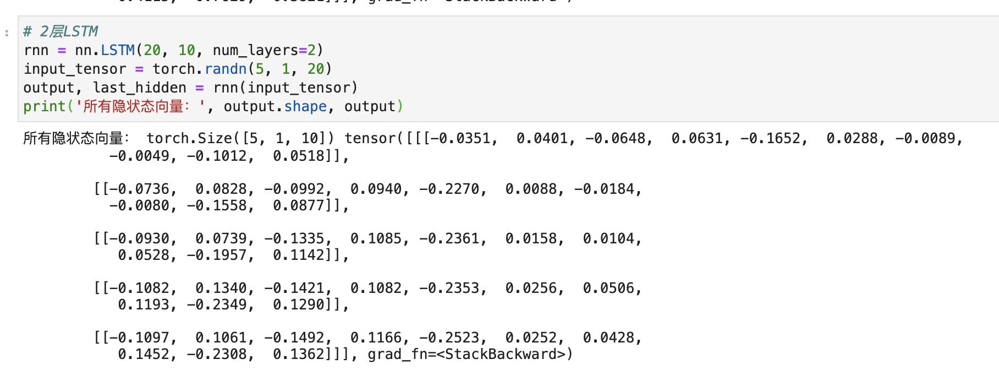 # 2层LSTM
rnn = nn.LSTM(20, 10, num_layers=2)
input_tensor = torch.randn(5, 1, 20)
output, last_hidden = rnn(input_tensor)
print('所有隐状态向量：', output.shape, output)
所有隐状态向量： torch.Size([5, 1, 10]) tensor([[[-0.0351,  0.0401, -0.0648,  0.0631, -0.1652,  0.0288, -0.0089,
-0.0049, -0.1012,  0.0518]],
[[-0.0736,  0.0828, -0.0992,  0.0940, -0.2270,  0.0088, -0.0184,
-0.0080, -0.1558,  0.0877]],
[[-0.0930,  0.0739, -0.1335,  0.1085, -0.2361,  0.0158,  0.0104,
0.0528, -0.1957,  0.1142]],
[[-0.1082,  0.1340, -0.1421,  0.1082, -0.2353,  0.0256,  0.0506,
0.1193, -0.2349,  0.1290]],
[[-0.1097,  0.1061, -0.1492,  0.1166, -0.2523,  0.0252,  0.0428,
0.1452, -0.2308,  0.1362]]], grad_fn=<StackBackward>)